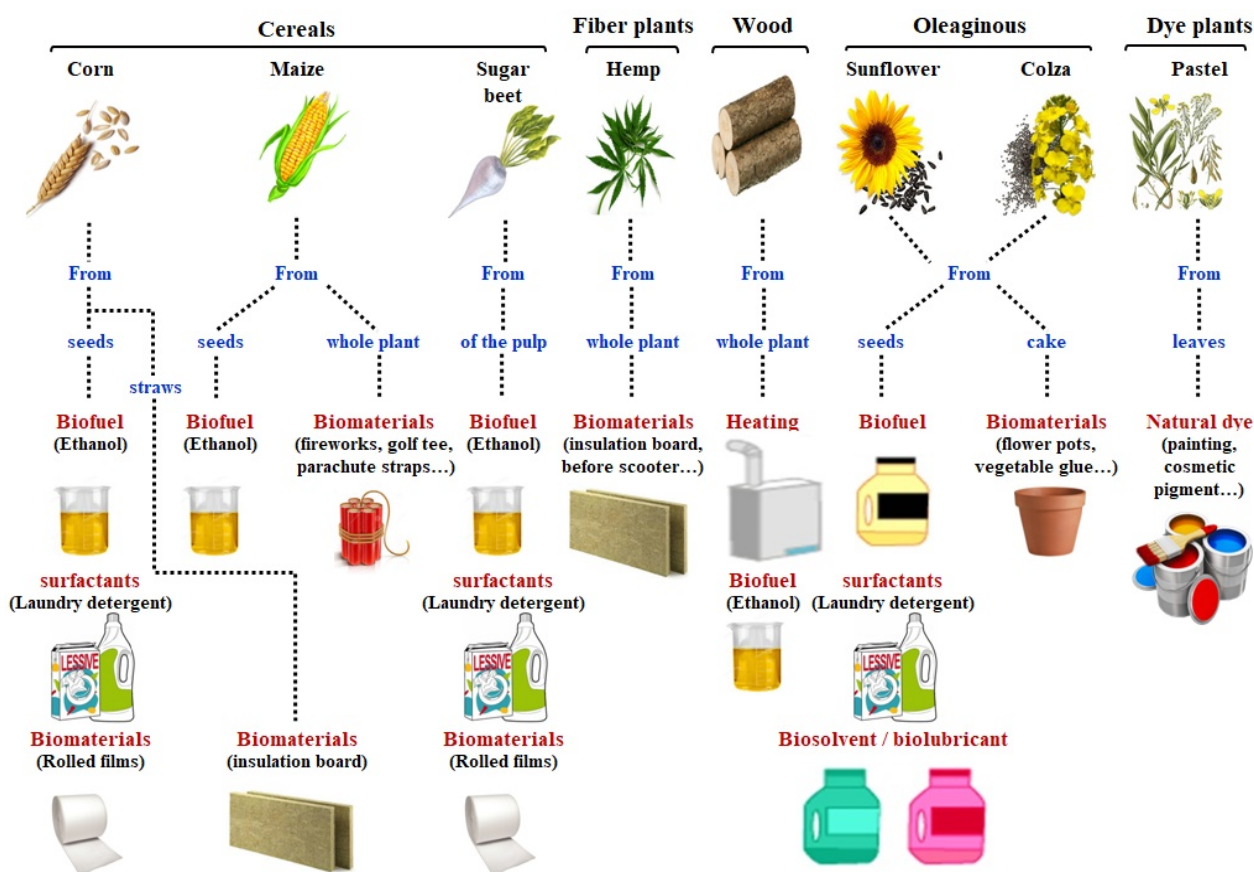 Cereals
Fiber plants
Wood
Oleaginous
Dye plants
Corn
Maize
Sugar
beet
Hemp
Sunflower
Colza
Pastel
From
From
From
From
From
From
From
seeds
straws
seeds
whole plant
of the pulp
whole plant
whole plant
seeds
cake
leaves
Biofuel
(Ethanol)
Biofuel
(Ethanol)
Biomaterials
(fireworks, golf tee,
parachute straps...)
Biofuel
(Ethanol)
Biomaterials
(insulation board,
before scooter...)
Heating
Biofuel
Biomaterials
(flower pots,
vegetable glue...)
Natural dye
(painting,
cosmetic
pigment...)
surfactants
(Laundry detergent)
LESSIVE
surfactants
(Laundry detergent)
LESSIVE
Biofuel
(Ethanol)
surfactants
(Laundry detergent)
LESSIVE
Biomaterials
(Rolled films)
Biomaterials
(insulation board)
Biomaterials
(Rolled films)
Biosolvent / biolubricant